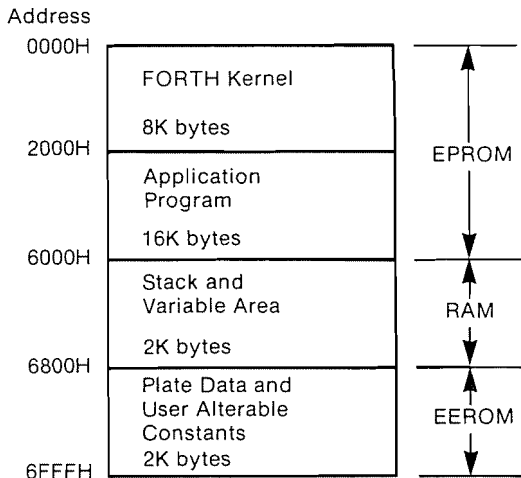 Address
0000H
FORTH Kernel
8K bytes
2000H
EPROM
Application
Program
16K bytes
6000H
Stack and
Variable Area
RAM
2K bytes
6800H
Plate Data and
User Alterable
EEROM
Constants
2K bytes
6FFFH